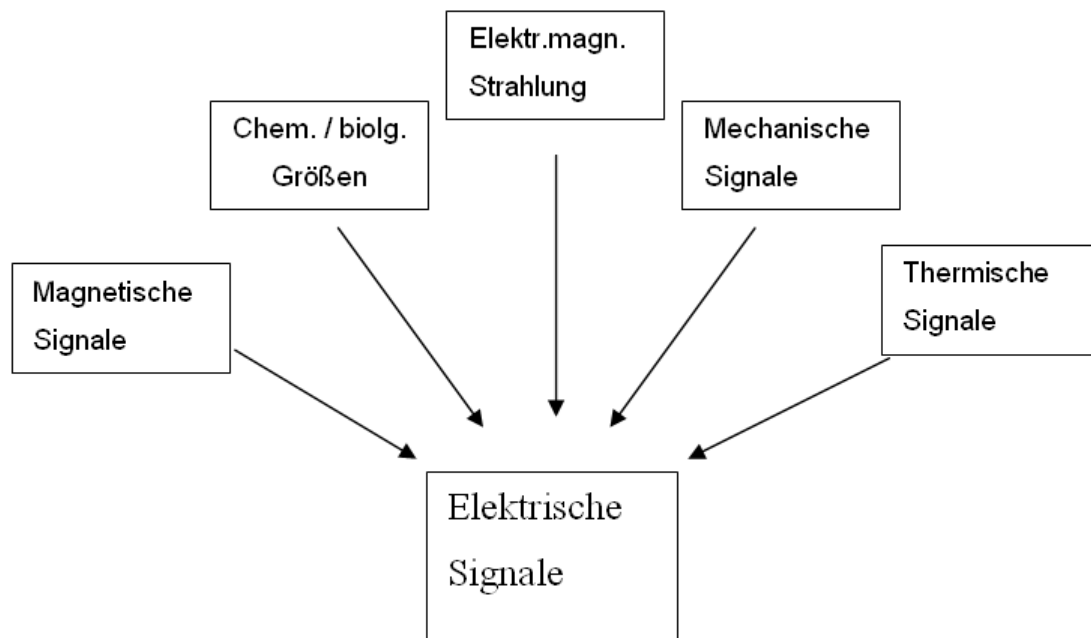 Elektr.magn.
Strahlung
Chem. / biolg.
Größen
Mechanische
Signale
Magnetische
Signale
Thermische
Signale
Elektrische
Signale